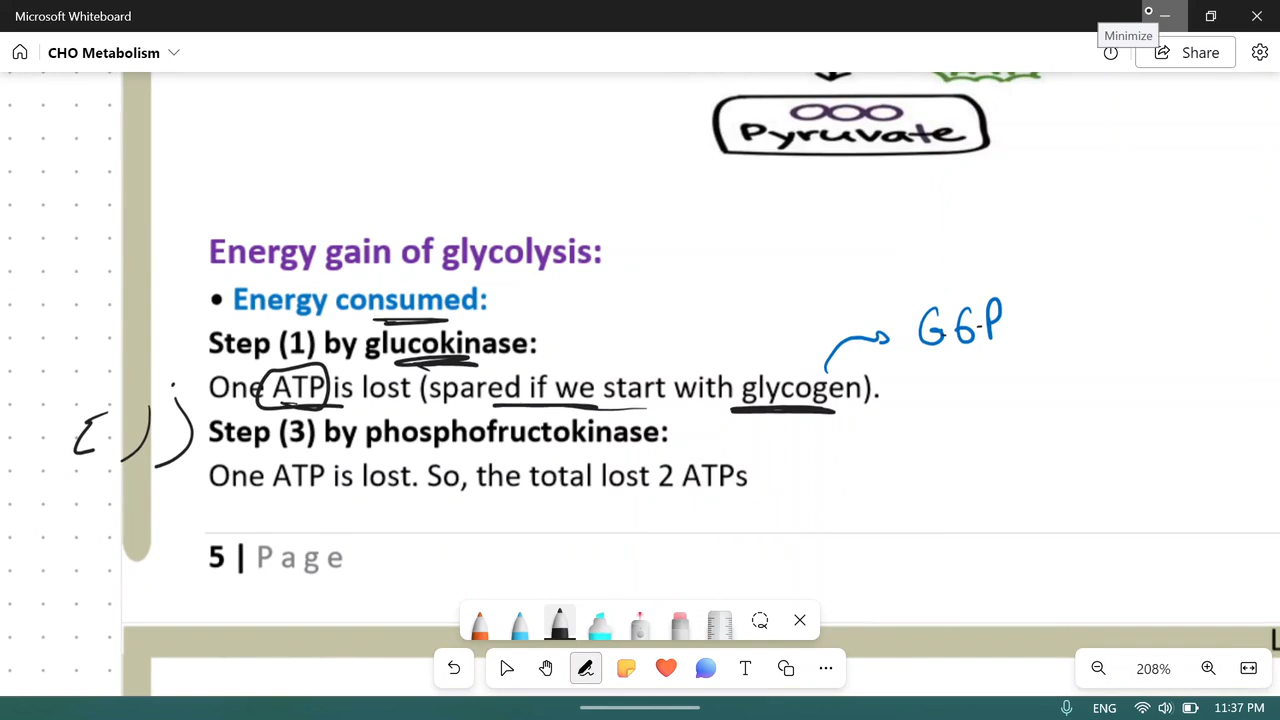 Microsoft Whiteboard
Minimize
CHO Metabolism
Share
Pyruvate
Energy gain of glycolysis:
• Energy consumed:
Step (1) by glucokinase:
G6-P
One ATP is lost (spared if we start with glycogen).
Step (3) by phosphofructokinase:
One ATP is lost. So, the total lost 2 ATPs
5 | Page
208%
ENG
11:37 PM